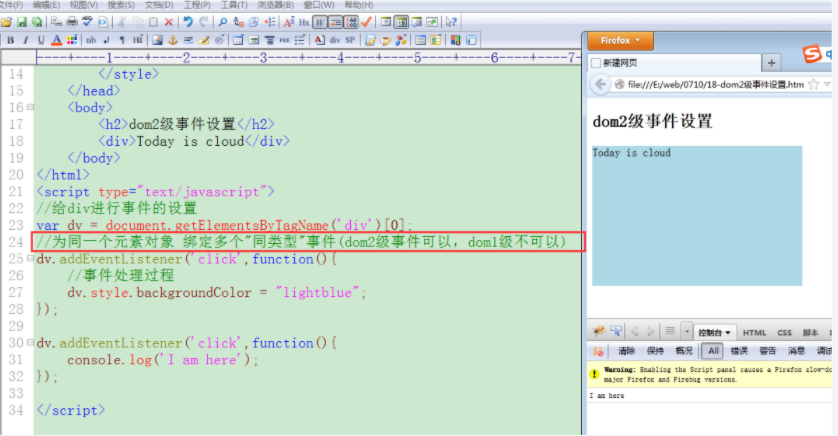 文件(F) 编辑(E) 视图(V) 搜索(S) 文档(D) 工程(P) 工具(T) 浏览器(B) 窗口(W) 帮助(H)
B I U A nb ¶ Hi A) div SP
----+----1----+----2----+----3----+----4----+----5----+----6----+----7-
14 </style>
15 </head>
16 <body>
17 <h2>dom2级事件设置</h2>
18 <div>Today is cloud</div>
19 </body>
20 </html>
21 <script type="text/javascript">
22 //给div进行事件的设置
23 var dv = document.getElementsByTagName('div')[0];
24 //为同一个元素对象 绑定多个"同类型"事件(dom2级事件可以，dom1级不可以)
25 dv.addEventListener('click',function(){
26 //事件处理过程
27 dv.style.backgroundColor = "lightblue";
28 });
29
30 dv.addEventListener('click',function(){
31 console.log('I am here');
32 });
33
34 </script>
Firefox
新建网页
file:///E:/web/0710/18-dom2级事件设置.htm
dom2级事件设置
Today is cloud
控制台 HTML CSS 脚本
清除 保持 概况 All 错误 警告 消息 调试
Warning: Enabling the Script panel causes a Firefox slow-do
major Firefox and Firebug versions.
I am here